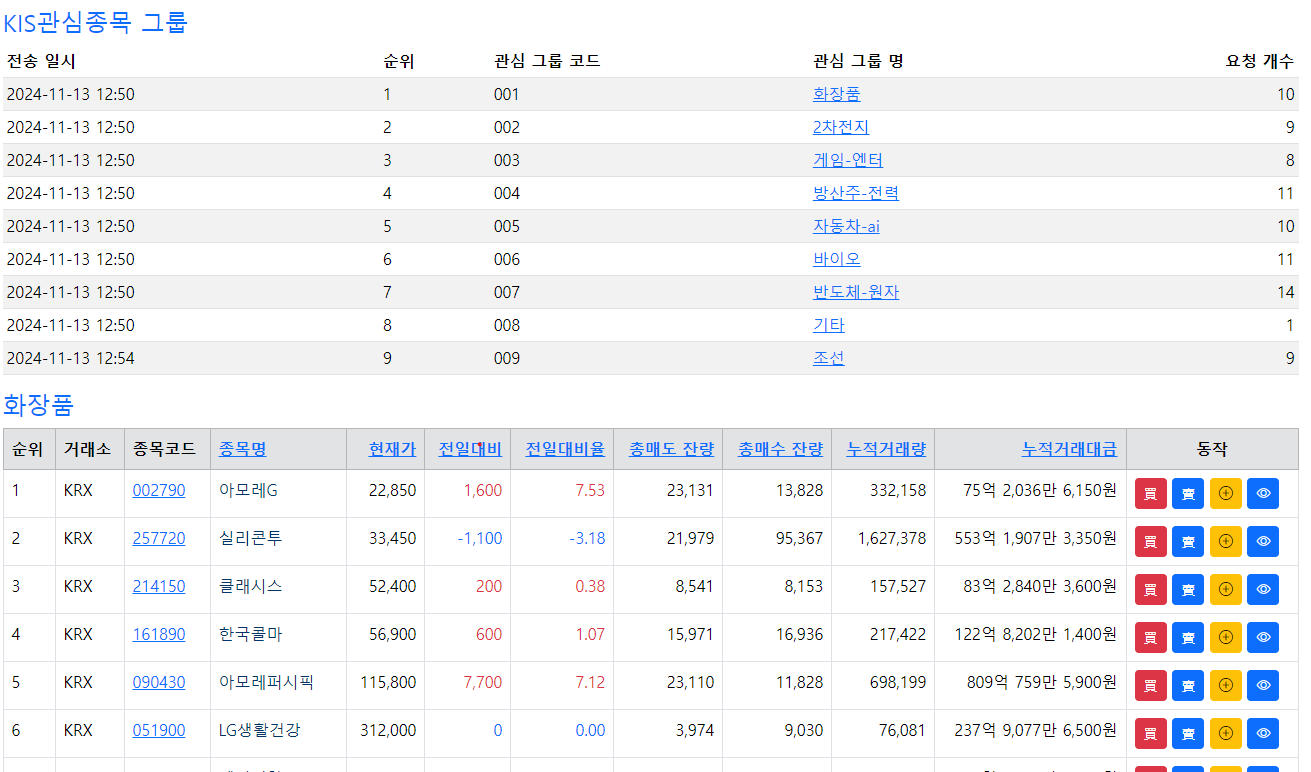 KIS관심종목 그룹
전송 일시 순위 관심 그룹 코드 관심 그룹 명 요청 개수
2024-11-13 12:50 1 001 화장품 10
2024-11-13 12:50 2 002 2차전지 9
2024-11-13 12:50 3 003 게임-엔터 8
2024-11-13 12:50 4 004 방산주-전력 11
2024-11-13 12:50 5 005 자동차-ai 10
2024-11-13 12:50 6 006 바이오 11
2024-11-13 12:50 7 007 반도체-원자 14
2024-11-13 12:50 8 008 기타 1
2024-11-13 12:54 9 009 조선 9
화장품
순위 거래소 종목코드 종목명 현재가 전일대비 전일대비율 총매도 잔량 총매수 잔량 누적거래량 누적거래대금 동작
1 KRX 002790 아모레G 22,850 1,600 7.53 23,131 13,828 332,158 75억 2,036만 6,150원 買 賣
2 KRX 257720 실리콘투 33,450 -1,100 -3.18 21,979 95,367 1,627,378 553억 1,907만 3,350원 買 賣
3 KRX 214150 클래시스 52,400 200 0.38 8,541 8,153 157,527 83억 2,840만 3,600원 買 賣
4 KRX 161890 한국콜마 56,900 600 1.07 15,971 16,936 217,422 122억 8,202만 1,400원 買 賣
5 KRX 090430 아모레퍼시픽 115,800 7,700 7.12 23,110 11,828 698,199 809억 759만 5,900원 買 賣
6 KRX 051900 LG생활건강 312,000 0 0.00 3,974 9,030 76,081 237억 9,077만 6,500원 買 賣